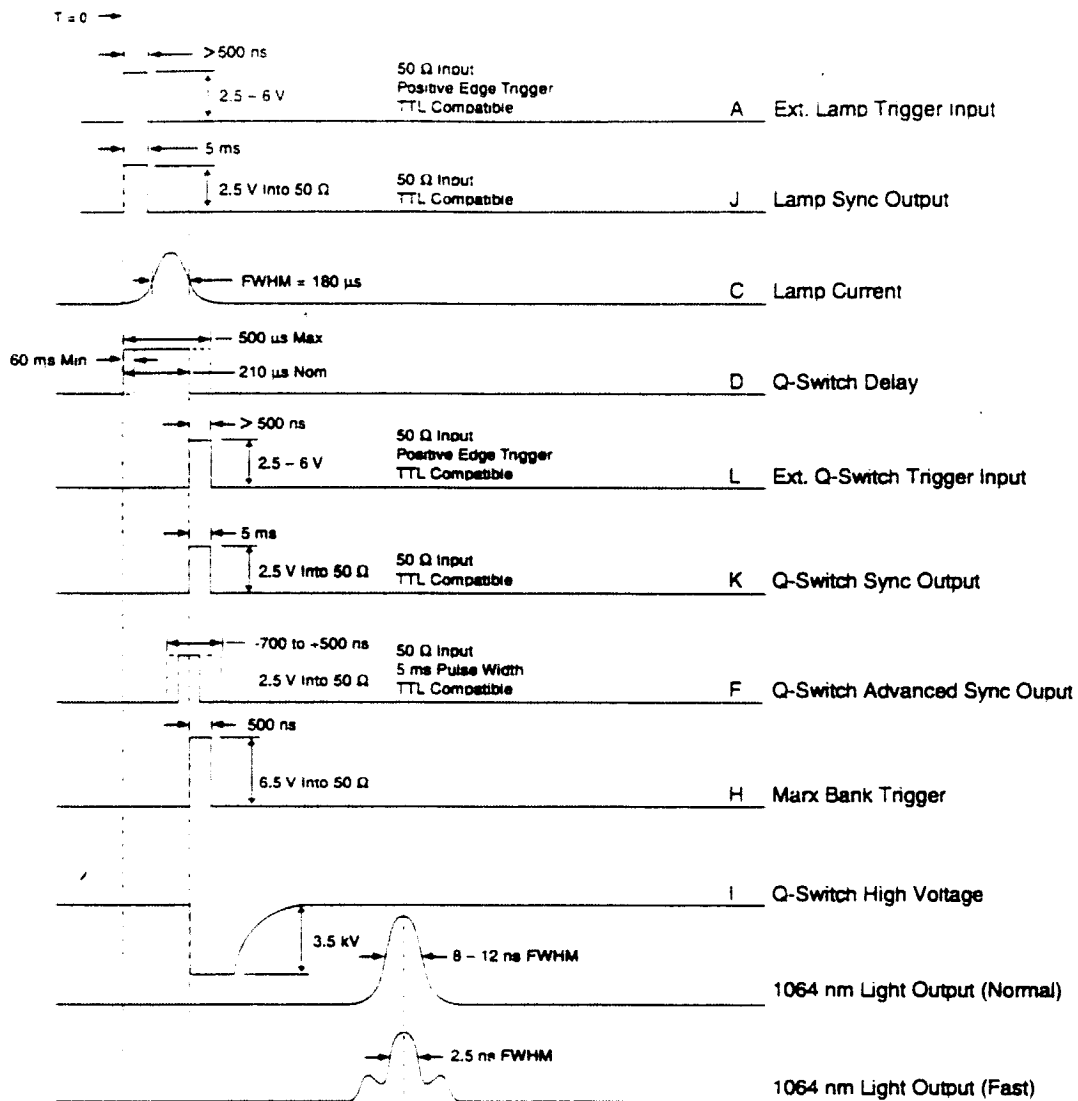 T = 0
> 500 ns
2.5 – 6 V
50 Ω Input
Positive Edge Trigger
TTL Compatible
A Ext. Lamp Trigger Input
5 ms
2.5 V Into 50 Ω
50 Ω Input
TTL Compatible
J Lamp Sync Output
FWHM = 180 µs
C Lamp Current
500 µs Max
60 ms Min
210 µs Nom
D Q-Switch Delay
> 500 ns
2.5 – 6 V
50 Ω Input
Positive Edge Trigger
TTL Compatible
L Ext. Q-Switch Trigger Input
5 ms
2.5 V Into 50 Ω
50 Ω Input
TTL Compatible
K Q-Switch Sync Output
-700 to +500 ns
2.5 V Into 50 Ω
50 Ω Input
5 ms Pulse Width
TTL Compatible
F Q-Switch Advanced Sync Ouput
500 ns
6.5 V Into 50 Ω
H Marx Bank Trigger
I Q-Switch High Voltage
3.5 kV
8 – 12 ns FWHM
1064 nm Light Output (Normal)
2.5 ns FWHM
1064 nm Light Output (Fast)